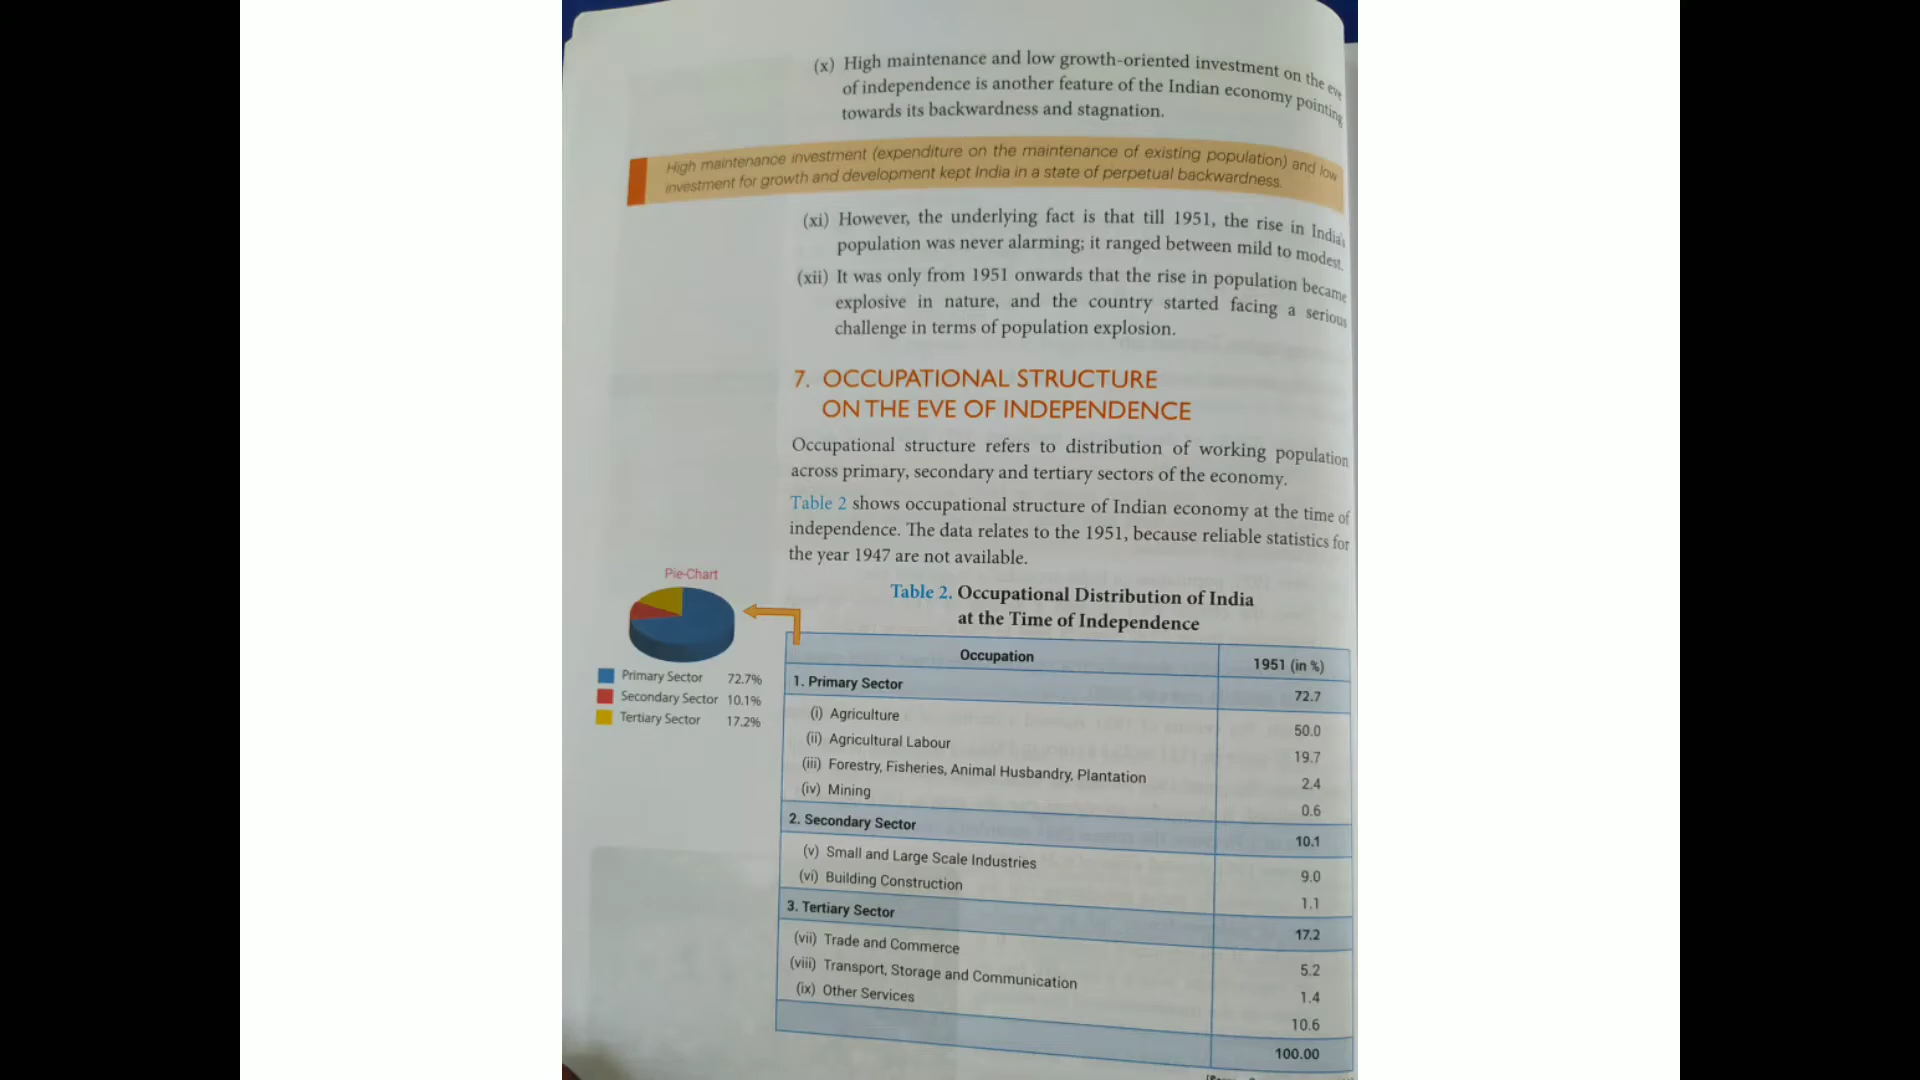 (x) High maintenance and low growth-oriented investment on the eve
of independence is another feature of the Indian economy pointing
towards its backwardness and stagnation.
High maintenance investment (expenditure on the maintenance of existing population) and low
investment for growth and development kept India in a state of perpetual backwardness.
(xi) However, the underlying fact is that till 1951, the rise in India's
population was never alarming; it ranged between mild to modest.
(xii) It was only from 1951 onwards that the rise in population became
explosive in nature, and the country started facing a serious
challenge in terms of population explosion.
7. OCCUPATIONAL STRUCTURE
ON THE EVE OF INDEPENDENCE
Occupational structure refers to distribution of working population
across primary, secondary and tertiary sectors of the economy.
Table 2 shows occupational structure of Indian economy at the time of
independence. The data relates to the 1951, because reliable statistics for
the year 1947 are not available.
Pie-Chart
Primary Sector 72.7%
Secondary Sector 10.1%
Tertiary Sector 17.2%
Table 2. Occupational Distribution of India
at the Time of Independence
Occupation 1951 (in %)
1. Primary Sector 72.7
(i) Agriculture 50.0
(ii) Agricultural Labour 19.7
(iii) Forestry, Fisheries, Animal Husbandry, Plantation 2.4
(iv) Mining 0.6
2. Secondary Sector 10.1
(v) Small and Large Scale Industries 9.0
(vi) Building Construction 1.1
3. Tertiary Sector 17.2
(vii) Trade and Commerce 5.2
(viii) Transport, Storage and Communication 1.4
(ix) Other Services 10.6
100.00